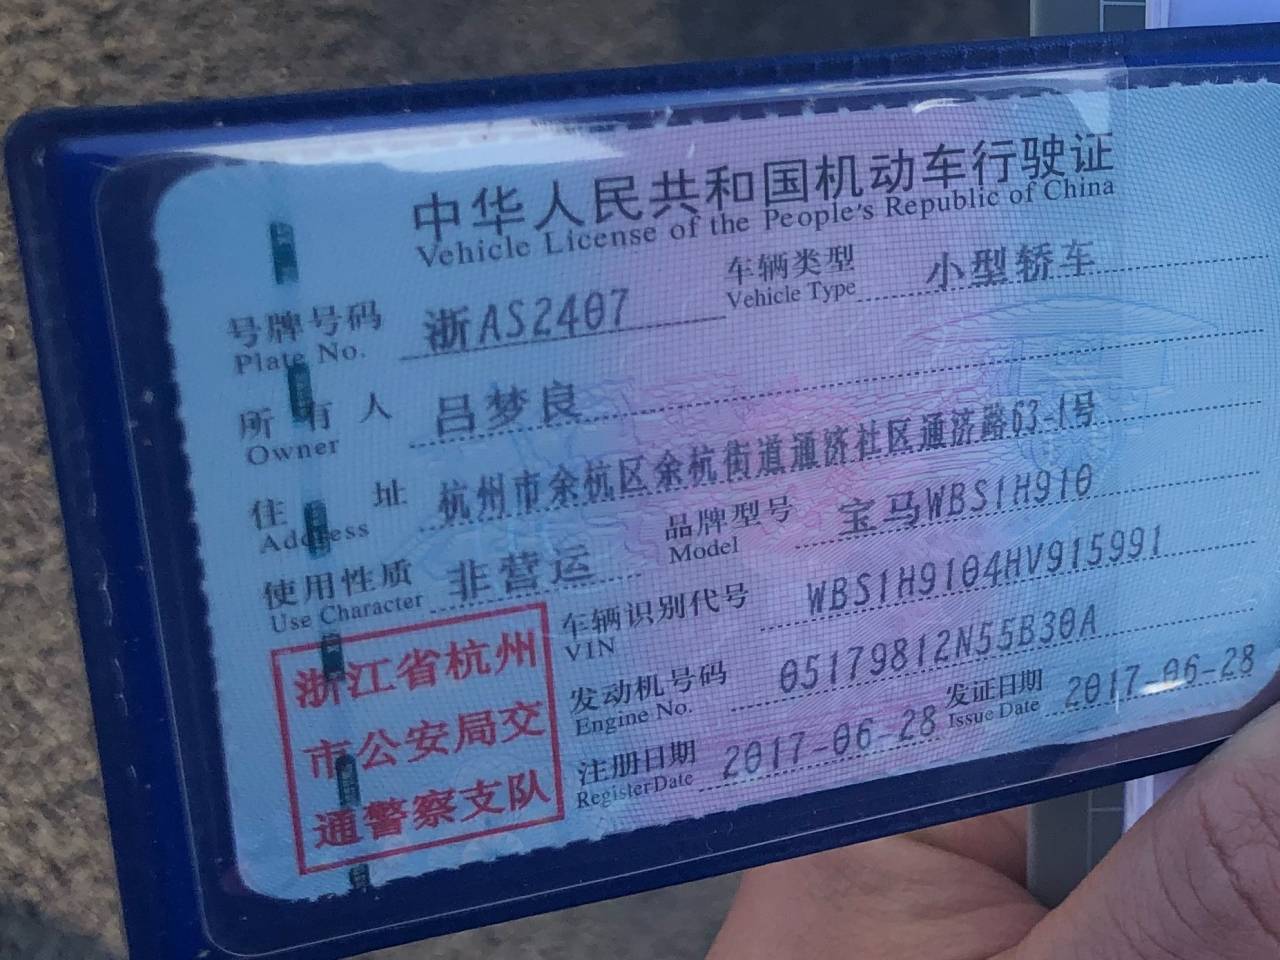 中华人民共和国机动车行驶证
Vehicle License of the People's Republic of China
号牌号码 浙AS2407 车辆类型 小型轿车
Plate No. Vehicle Type
所有人 吕梦良
Owner
住址 杭州市余杭区余杭街道通济社区通济路63-1号
Address
使用性质 非营运 品牌型号 宝马WBS1H910
Use Character Model
车辆识别代号 WBS1H9104HV915991
VIN
发动机号码 05179812N55B30A
Engine No.
注册日期 2017-06-28 发证日期 2017-06-28
Register Date Issue Date
浙江省杭州
市公安局交
通警察支队